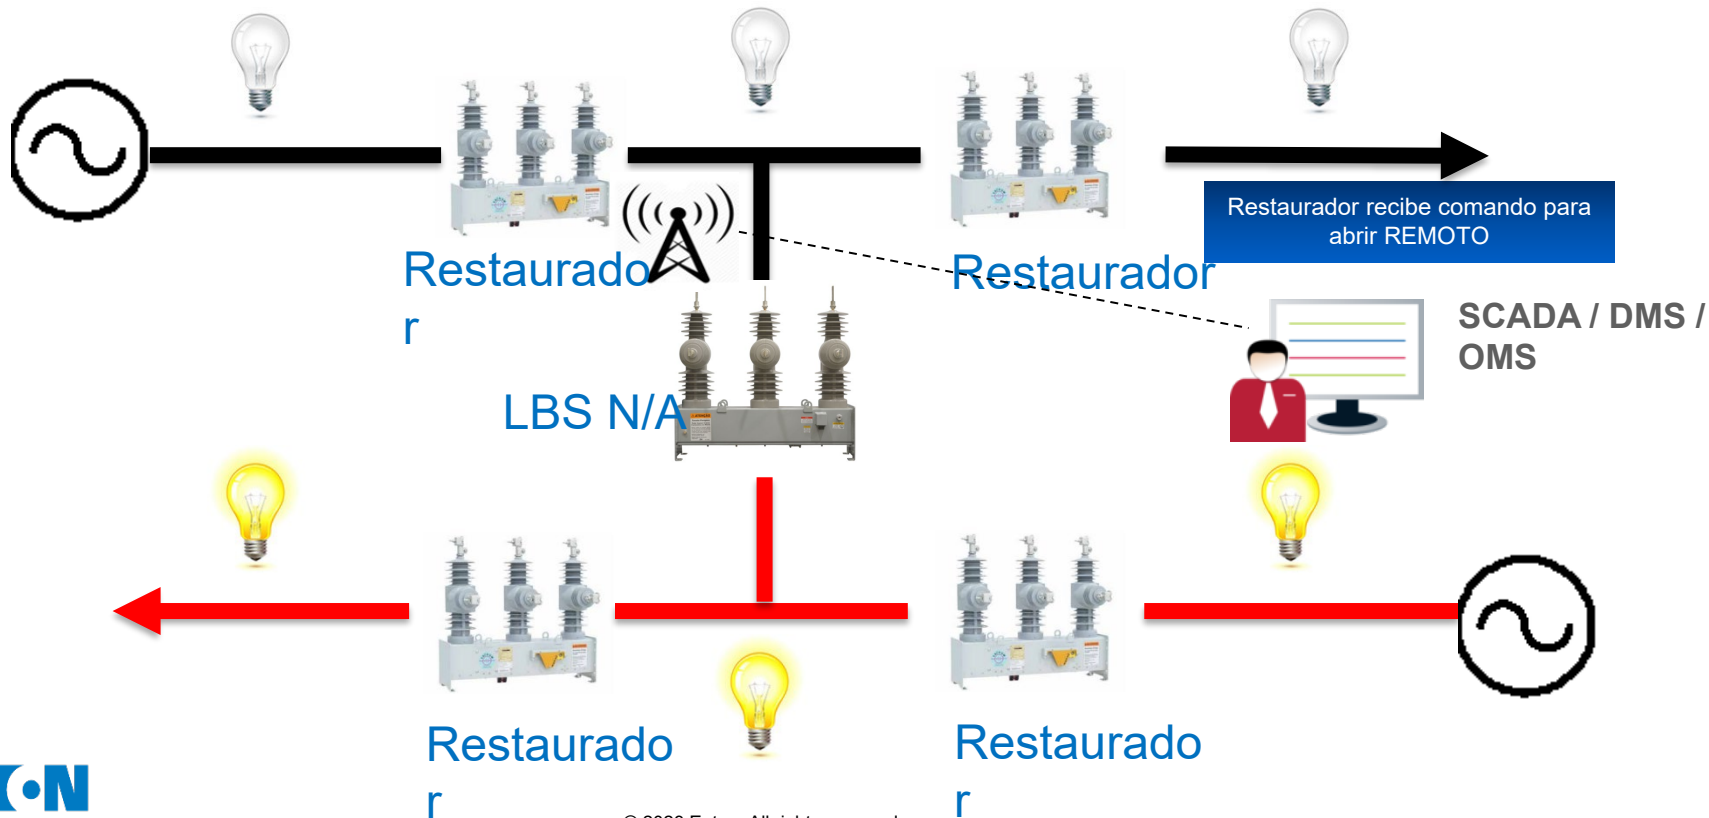 Restaurador recibe comando para
abrir REMOTO
Restaurado
r
Restaurador
SCADA / DMS /
OMS
LBS N/A
Restaurado
r
Restaurado
r